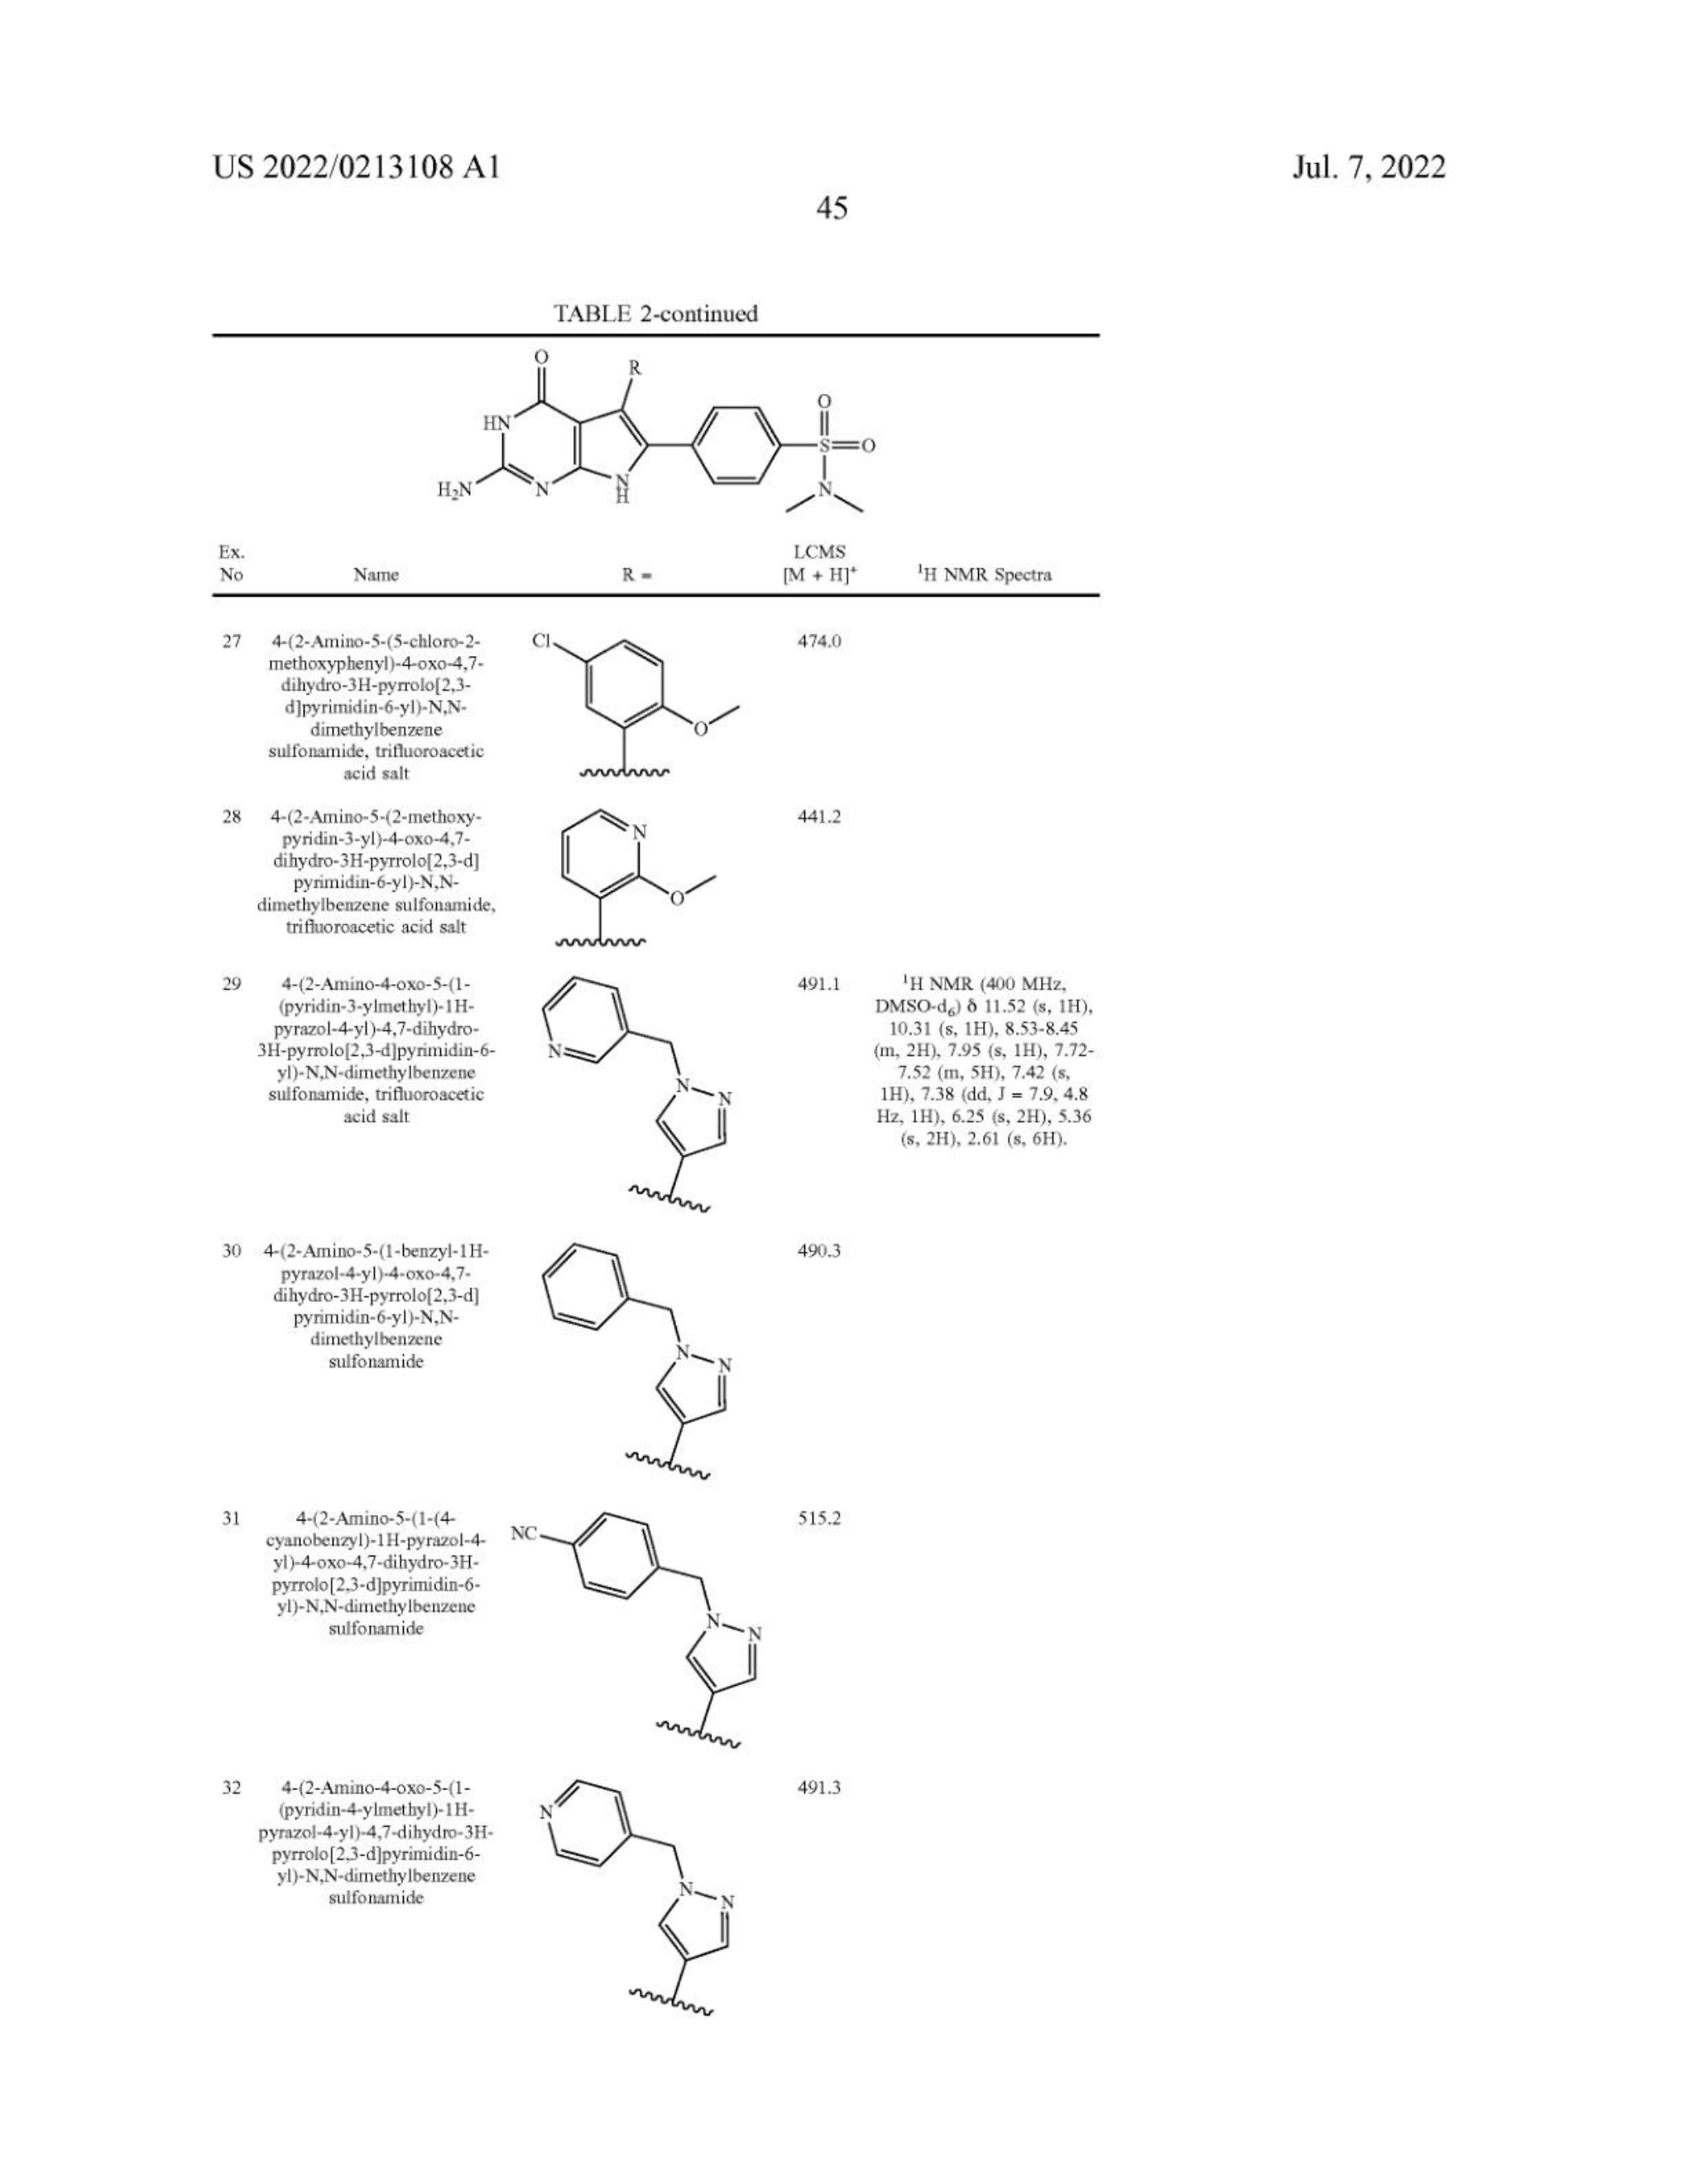 US 2022/0213108 A1
Jul. 7, 2022
45
TABLE 2-continued
O
R
HN
O
S
O
H₂N
N
N
H
N
Ex.
No
Name
R =
LCMS
[M + H]⁺
¹H NMR Spectra
27
4-(2-Amino-5-(5-chloro-2-
methoxyphenyl)-4-oxo-4,7-
dihydro-3H-pyrrolo[2,3-
d]pyrimidin-6-yl)-N,N-
dimethylbenzene
sulfonamide, trifluoroacetic
acid salt
Cl
O
474.0
28
4-(2-Amino-5-(2-methoxy-
pyridin-3-yl)-4-oxo-4,7-
dihydro-3H-pyrrolo[2,3-d]
pyrimidin-6-yl)-N,N-
dimethylbenzene sulfonamide,
trifluoroacetic acid salt
N
O
441.2
29
4-(2-Amino-4-oxo-5-(1-
(pyridin-3-ylmethyl)-1H-
pyrazol-4-yl)-4,7-dihydro-
3H-pyrrolo[2,3-d]pyrimidin-6-
yl)-N,N-dimethylbenzene
sulfonamide, trifluoroacetic
acid salt
N
N
N
491.1
¹H NMR (400 MHz,
DMSO-d₆) δ 11.52 (s, 1H),
10.31 (s, 1H), 8.53-8.45
(m, 2H), 7.95 (s, 1H), 7.72-
7.52 (m, 5H), 7.42 (s,
1H), 7.38 (dd, J = 7.9, 4.8
Hz, 1H), 6.25 (s, 2H), 5.36
(s, 2H), 2.61 (s, 6H).
30
4-(2-Amino-5-(1-benzyl-1H-
pyrazol-4-yl)-4-oxo-4,7-
dihydro-3H-pyrrolo[2,3-d]
pyrimidin-6-yl)-N,N-
dimethylbenzene
sulfonamide
N
N
490.3
31
4-(2-Amino-5-(1-(4-
cyanobenzyl)-1H-pyrazol-4-
yl)-4-oxo-4,7-dihydro-3H-
pyrrolo[2,3-d]pyrimidin-6-
yl)-N,N-dimethylbenzene
sulfonamide
NC
N
N
515.2
32
4-(2-Amino-4-oxo-5-(1-
(pyridin-4-ylmethyl)-1H-
pyrazol-4-yl)-4,7-dihydro-3H-
pyrrolo[2,3-d]pyrimidin-6-
yl)-N,N-dimethylbenzene
sulfonamide
N
N
N
491.3